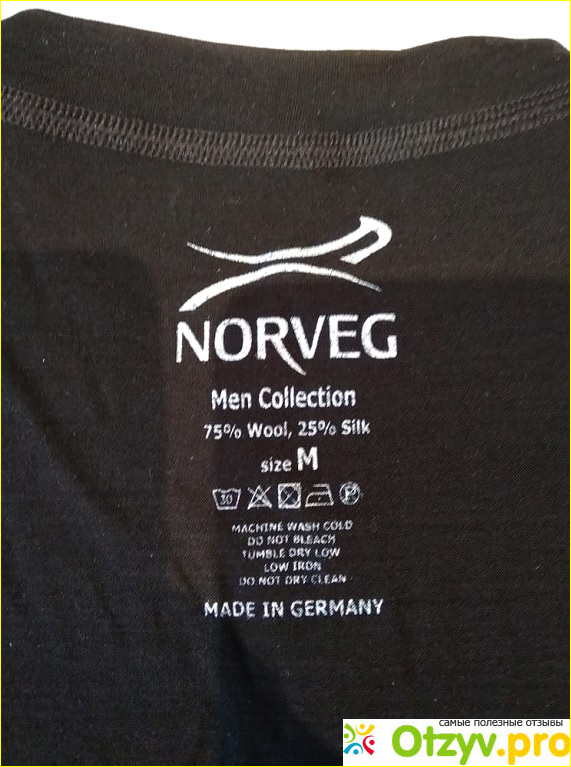 NORVEG
Men Collection
75% Wool, 25% Silk
size M
30 P
MACHINE WASH COLD
DO NOT BLEACH
TUMBLE DRY LOW
LOW IRON
DO NOT DRY CLEAN
MADE IN GERMANY
самые полезные отзывы
Otzyv.pro